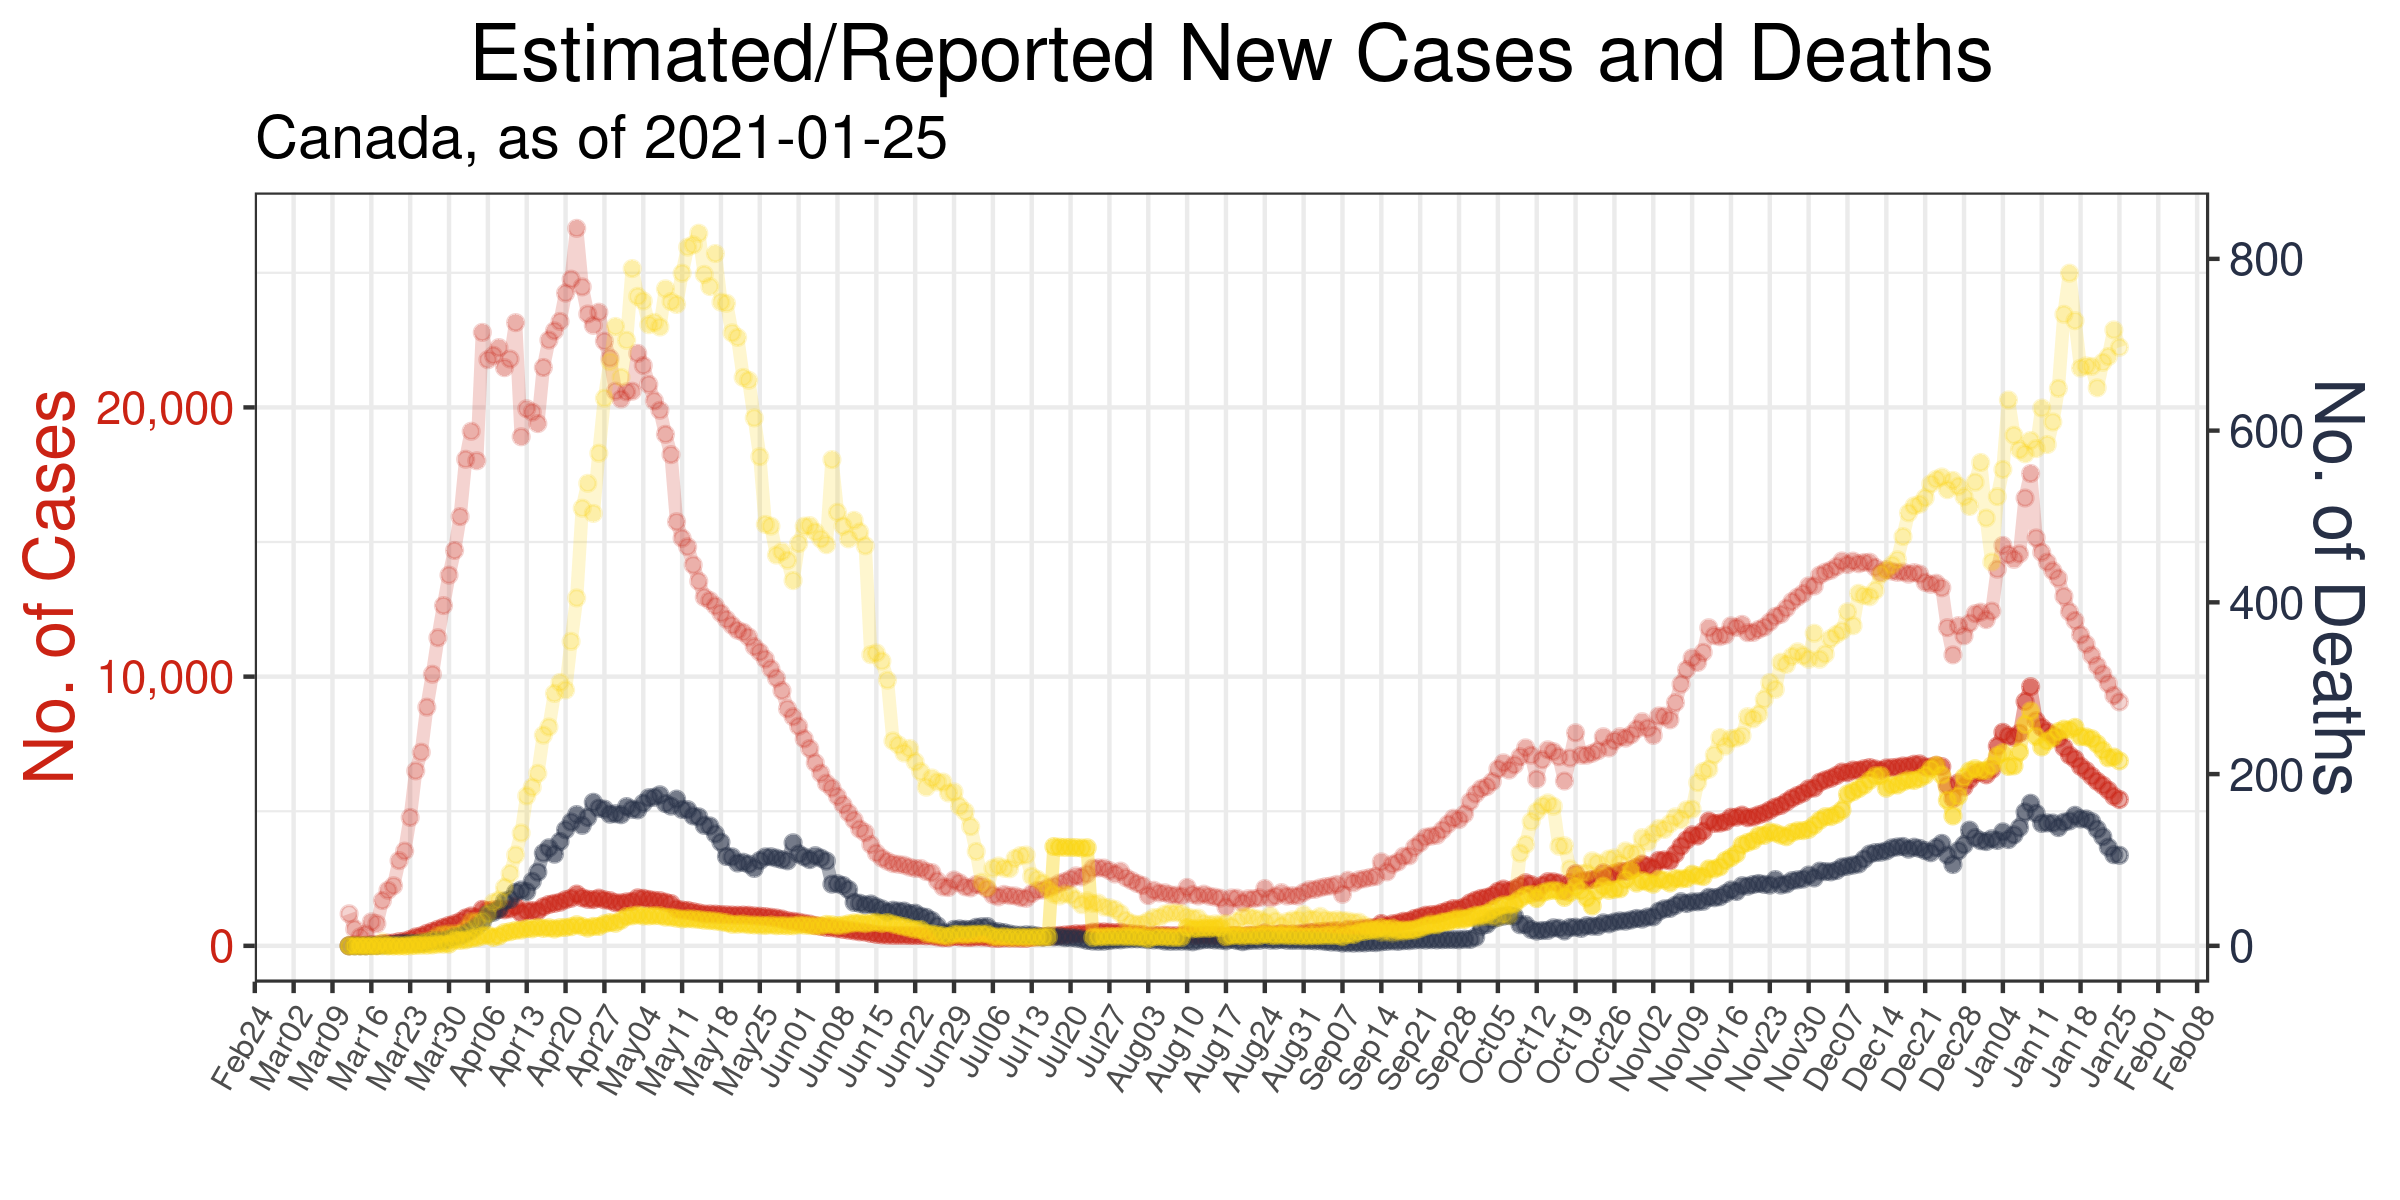 Estimated/Reported New Cases and Deaths
Canada, as of 2021-01-25
No. of Cases
20,000
10,000
0
800
600
400
200
0
No. of Deaths
Feb24
Mar02
Mar09
Mar16
Mar23
Mar30
Apr06
Apr13
Apr20
Apr27
May04
May11
May18
May25
Jun01
Jun08
Jun15
Jun22
Jun29
Jul06
Jul13
Jul20
Jul27
Aug03
Aug10
Aug17
Aug24
Aug31
Sep07
Sep14
Sep21
Sep28
Oct05
Oct12
Oct19
Oct26
Nov02
Nov09
Nov16
Nov23
Nov30
Dec07
Dec14
Dec21
Dec28
Jan04
Jan11
Jan18
Jan25
Feb01
Feb08